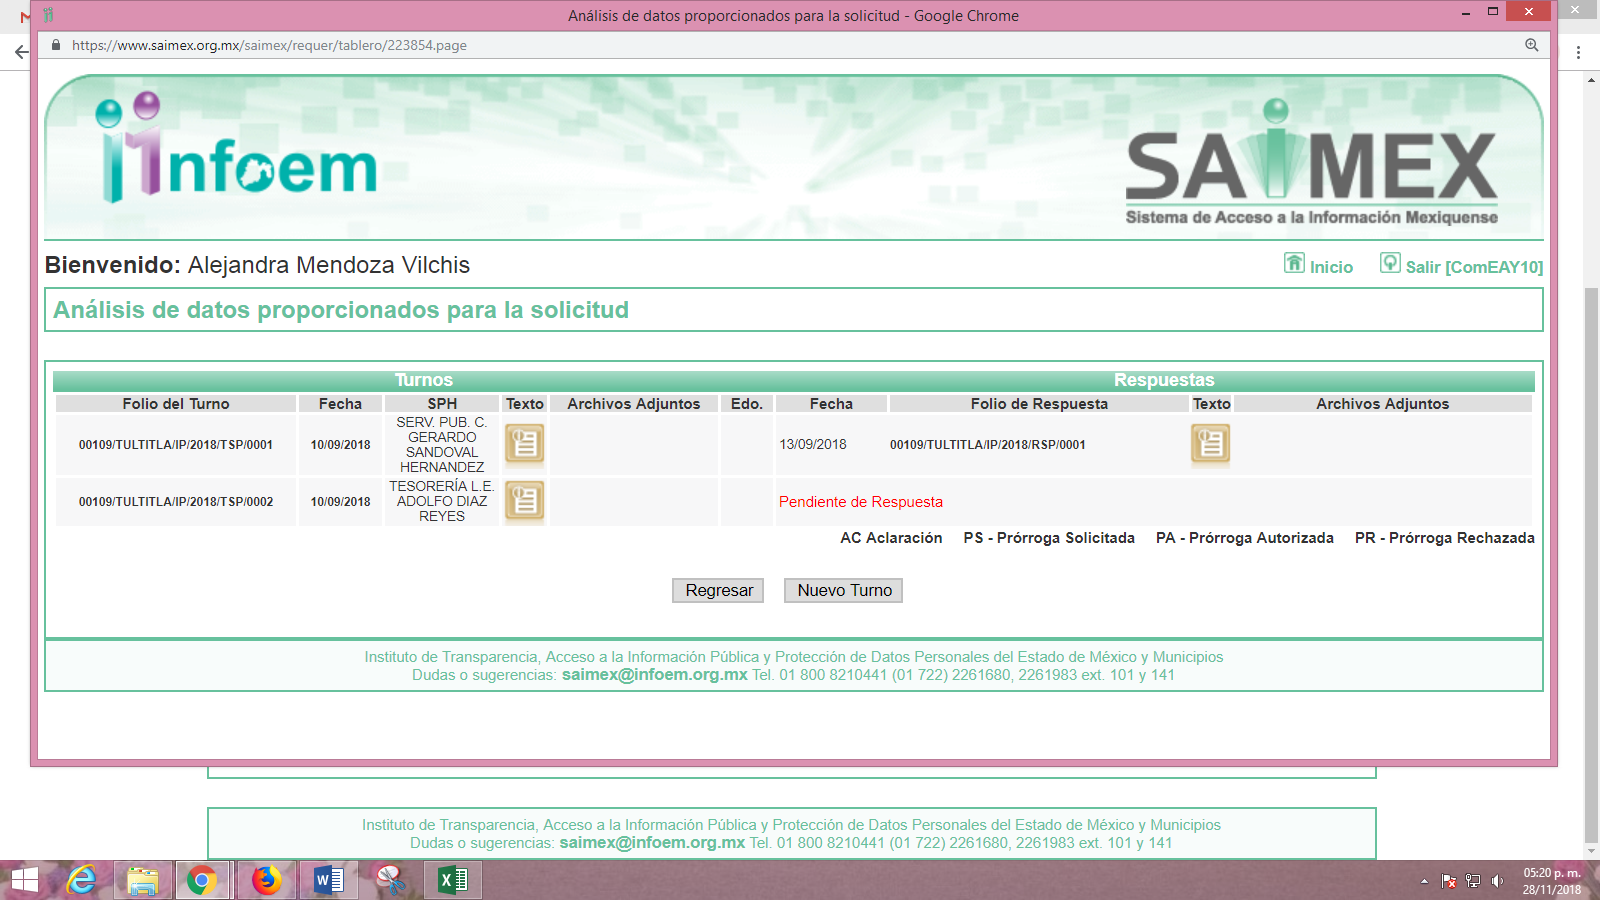 Análisis de datos proporcionados para la solicitud - Google Chrome
https://www.saimex.org.mx/saimex/requer/tablero/223854.page
infoem
SAIMEX
Sistema de Acceso a la Información Mexiquense
Bienvenido: Alejandra Mendoza Vilchis
Inicio Salir [ComEAY10]
Análisis de datos proporcionados para la solicitud
Turnos Respuestas
Folio del Turno Fecha SPH Texto Archivos Adjuntos Edo. Fecha Folio de Respuesta Texto Archivos Adjuntos
00109/TULTITLA/IP/2018/TSP/0001 10/09/2018 SERV. PUB. C.
GERARDO
SANDOVAL
HERNANDEZ
13/09/2018 00109/TULTITLA/IP/2018/RSP/0001
00109/TULTITLA/IP/2018/TSP/0002 10/09/2018 TESORERÍA L.E.
ADOLFO DIAZ
REYES
Pendiente de Respuesta
AC Aclaración PS - Prórroga Solicitada PA - Prórroga Autorizada PR - Prórroga Rechazada
Regresar Nuevo Turno
Instituto de Transparencia, Acceso a la Información Pública y Protección de Datos Personales del Estado de México y Municipios
Dudas o sugerencias: saimex@infoem.org.mx Tel. 01 800 8210441 (01 722) 2261680, 2261983 ext. 101 y 141
Instituto de Transparencia, Acceso a la Información Pública y Protección de Datos Personales del Estado de México y Municipios
Dudas o sugerencias: saimex@infoem.org.mx Tel. 01 800 8210441 (01 722) 2261680, 2261983 ext. 101 y 141
05:20 p. m.
28/11/2018